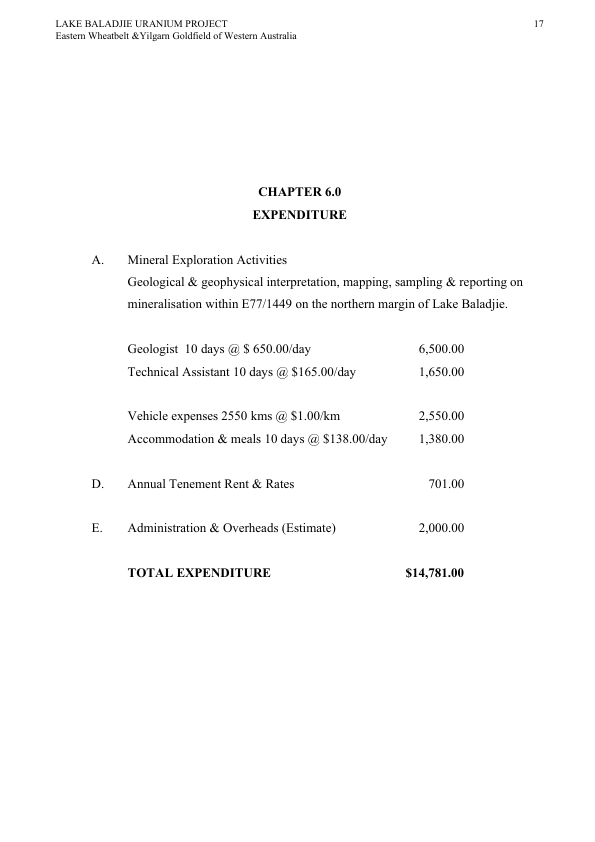 LAKE BALADJIE URANIUM PROJECT 17
Eastern Wheatbelt &Yilgarn Goldfield of Western Australia
CHAPTER 6.0
EXPENDITURE
A. Mineral Exploration Activities
Geological & geophysical interpretation, mapping, sampling & reporting on
mineralisation within E77/1449 on the northern margin of Lake Baladjie.
Geologist 10 days @ $ 650.00/day 6,500.00
Technical Assistant 10 days @ $165.00/day 1,650.00
Vehicle expenses 2550 kms @ $1.00/km 2,550.00
Accommodation & meals 10 days @ $138.00/day 1,380.00
D. Annual Tenement Rent & Rates 701.00
E. Administration & Overheads (Estimate) 2,000.00
TOTAL EXPENDITURE $14,781.00